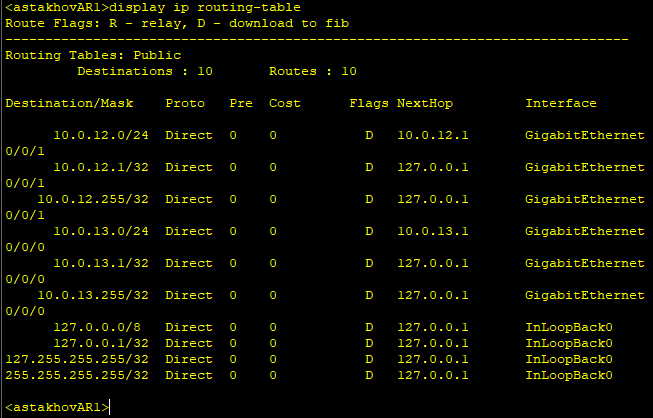 <astakhovAR1>display ip routing-table
Route Flags: R - relay, D - download to fib
------------------------------------------------------------------------------
Routing Tables: Public
         Destinations : 10       Routes : 10

Destination/Mask    Proto   Pre  Cost      Flags NextHop         Interface

      10.0.12.0/24  Direct  0    0           D   10.0.12.1       GigabitEthernet
0/0/1
      10.0.12.1/32  Direct  0    0           D   127.0.0.1       GigabitEthernet
0/0/1
    10.0.12.255/32  Direct  0    0           D   127.0.0.1       GigabitEthernet
0/0/1
      10.0.13.0/24  Direct  0    0           D   10.0.13.1       GigabitEthernet
0/0/0
      10.0.13.1/32  Direct  0    0           D   127.0.0.1       GigabitEthernet
0/0/0
    10.0.13.255/32  Direct  0    0           D   127.0.0.1       GigabitEthernet
0/0/0
      127.0.0.0/8   Direct  0    0           D   127.0.0.1       InLoopBack0
      127.0.0.1/32  Direct  0    0           D   127.0.0.1       InLoopBack0
127.255.255.255/32  Direct  0    0           D   127.0.0.1       InLoopBack0
255.255.255.255/32  Direct  0    0           D   127.0.0.1       InLoopBack0

<astakhovAR1>